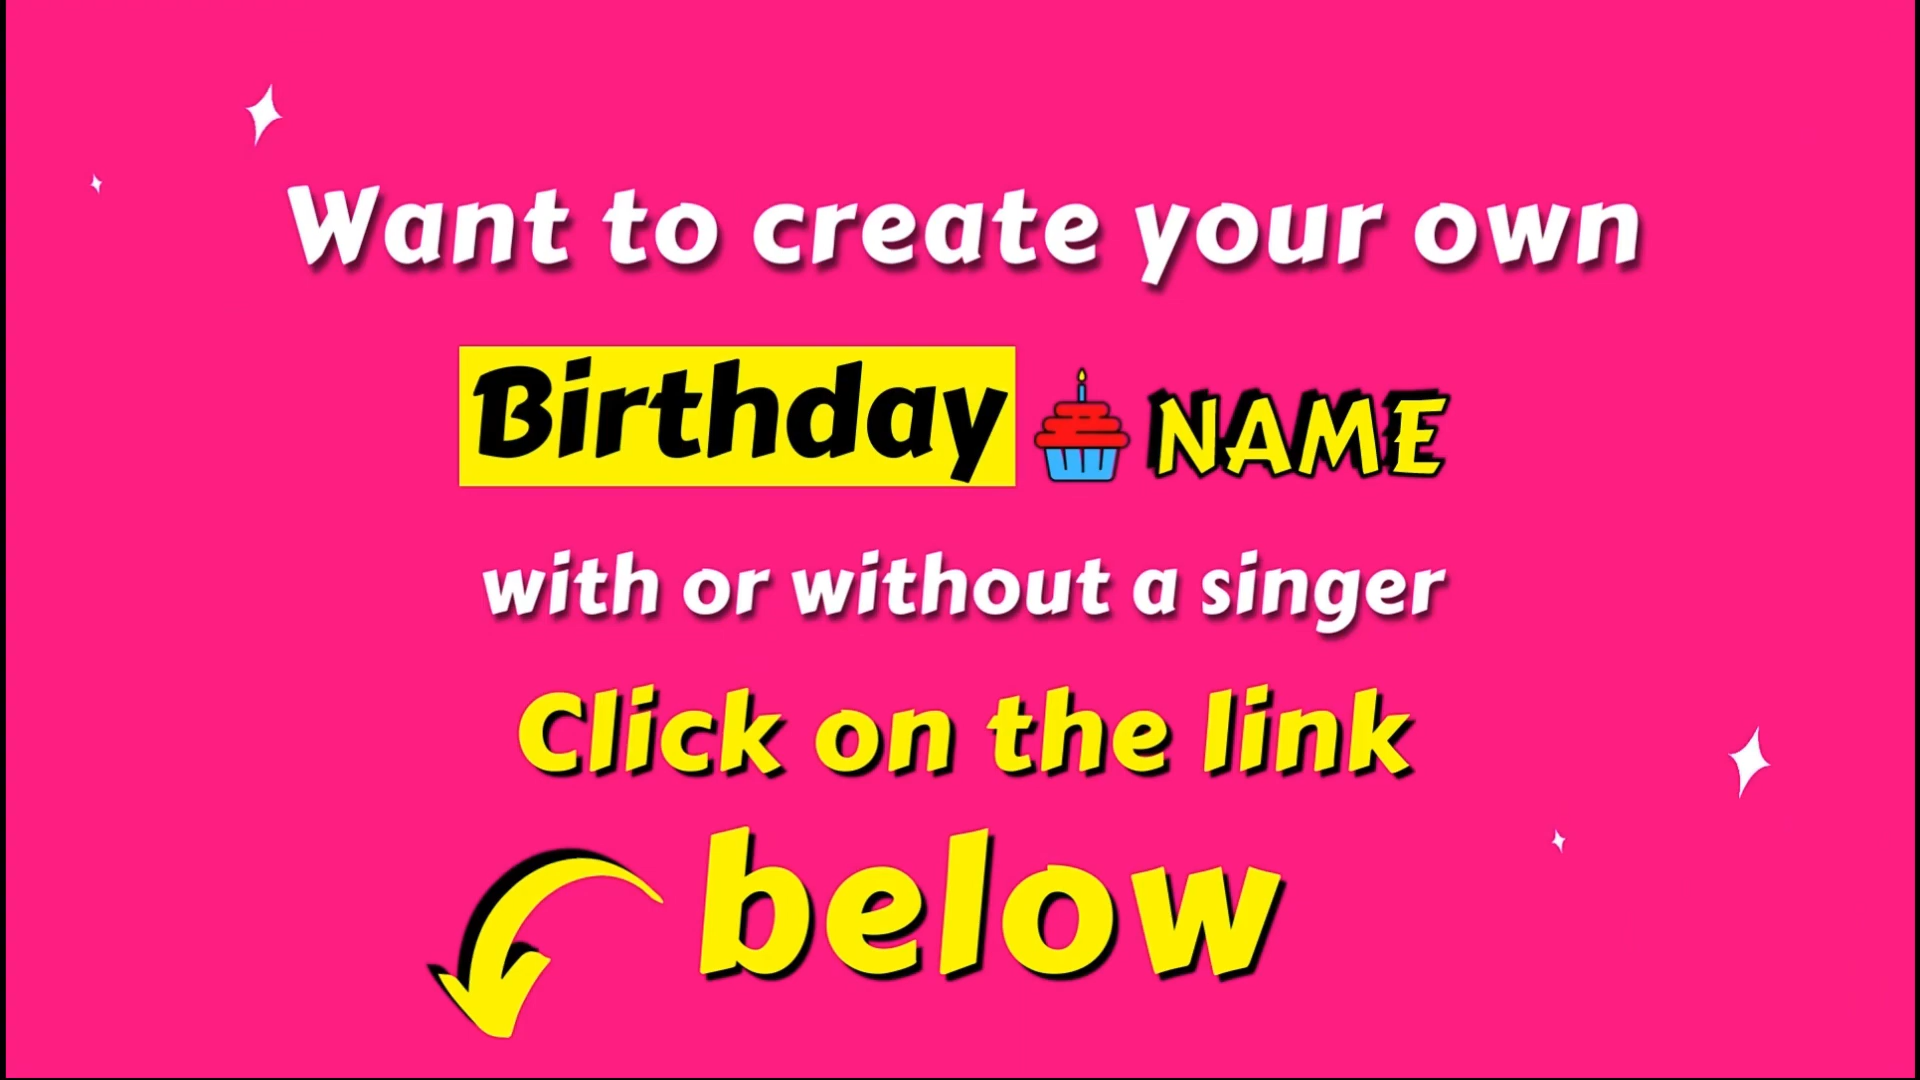 Want to create your own
Birthday NAME
with or without a singer
Click on the link
below